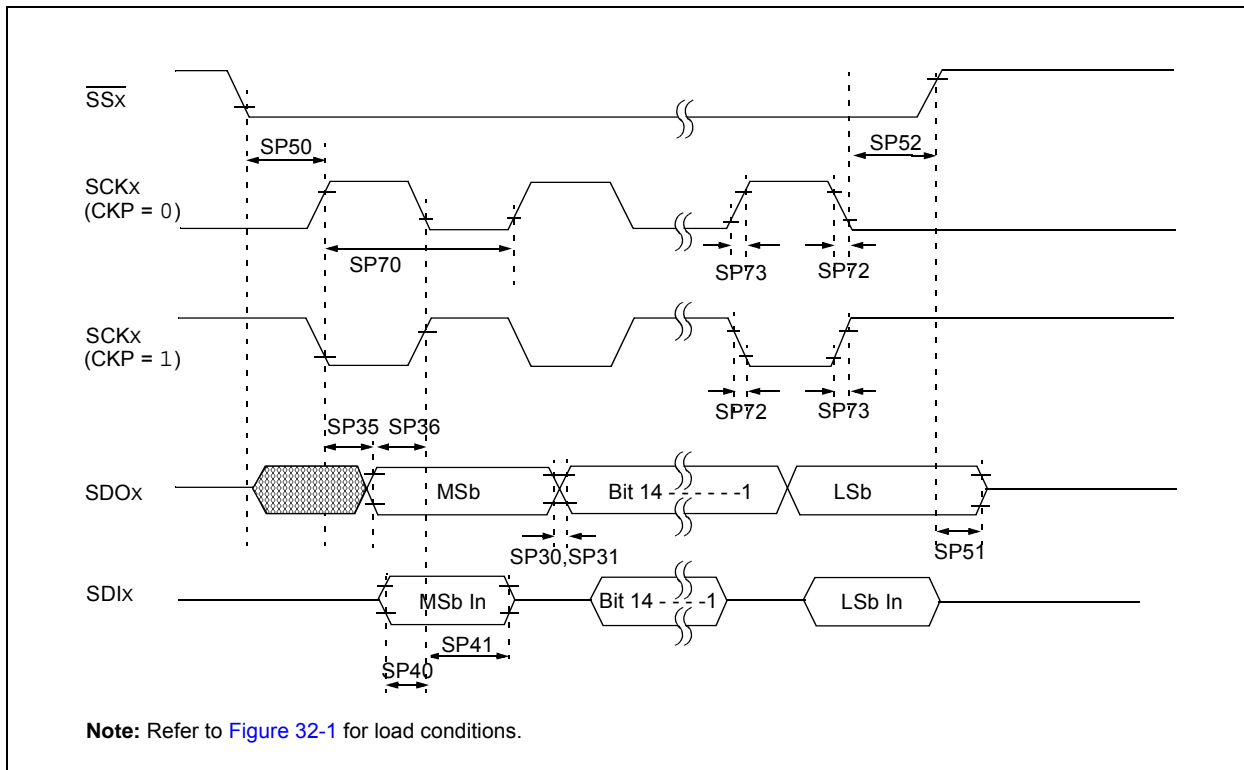 SSx
SP50
SP52
SCKx
(CKP = 0)
SP70
SP73
SP72
SCKx
(CKP = 1)
SP72
SP73
SP35
SP36
SDOx
MSb
Bit 14 - - - - - -1
LSb
SP30,SP31
SP51
SDIx
MSb In
Bit 14 - - - -1
LSb In
SP41
SP40
Note: Refer to Figure 32-1 for load conditions.